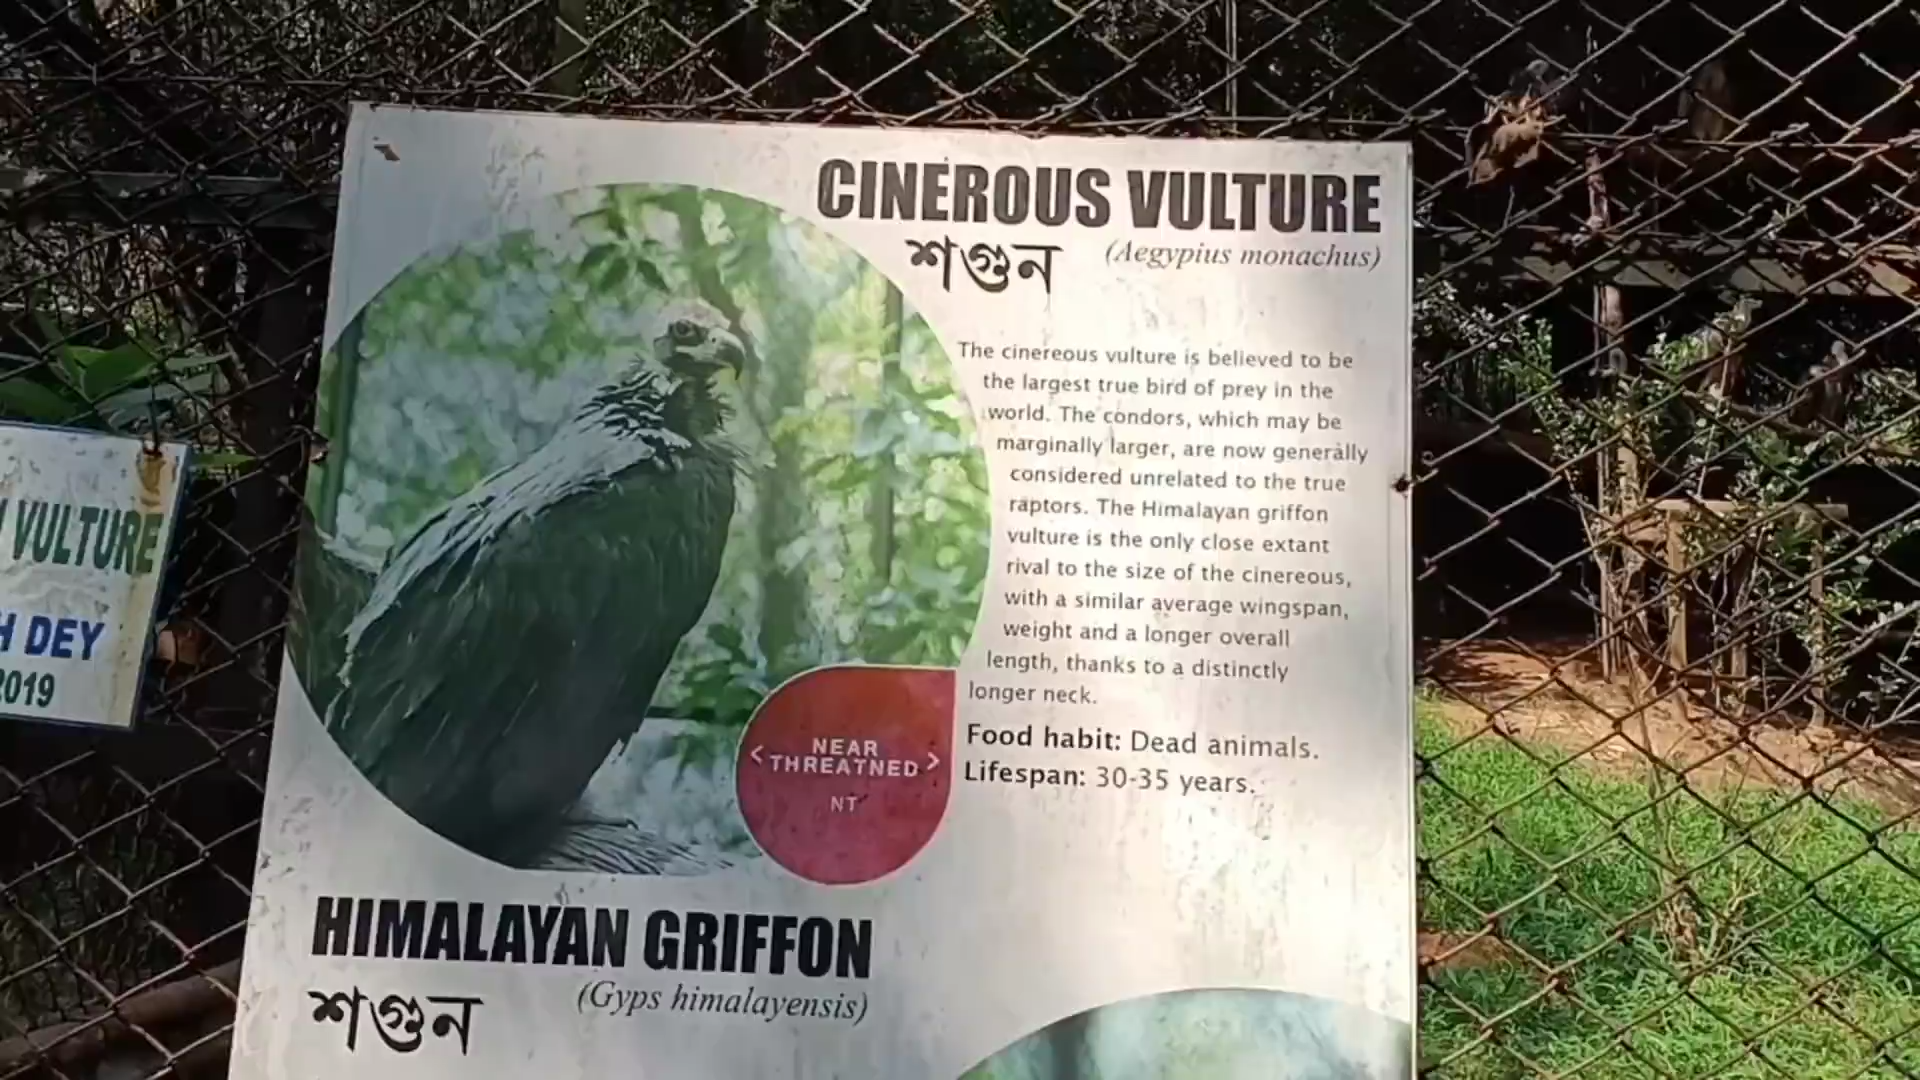 CINEROUS VULTURE
শগুন (Aegypius monachus)
The cinereous vulture is believed to be
the largest true bird of prey in the
world. The condors, which may be
marginally larger, are now generally
considered unrelated to the true
raptors. The Himalayan griffon
vulture is the only close extant
rival to the size of the cinereous,
with a similar average wingspan,
weight and a longer overall
length, thanks to a distinctly
longer neck.
Food habit: Dead animals.
Lifespan: 30-35 years.
< NEAR
THREATNED >
NT
HIMALAYAN GRIFFON
শগুন (Gyps himalayensis)
VULTURE
DEY
2019